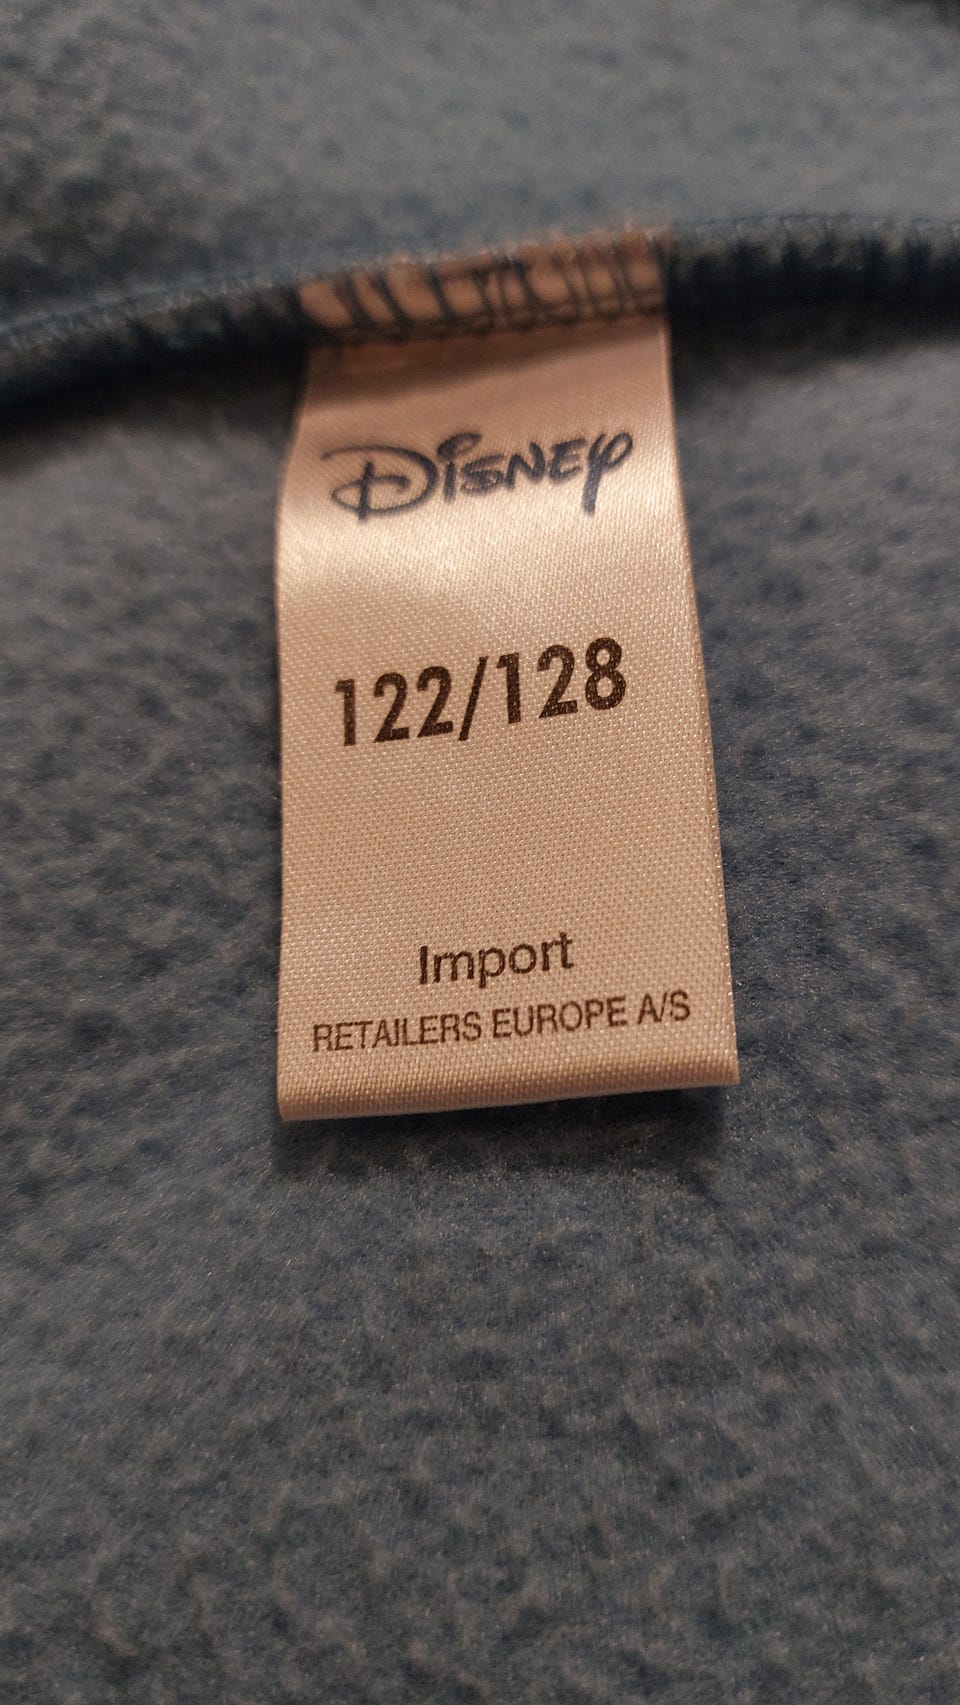 Disney
122/128
Import
RETAILERS EUROPE A/S